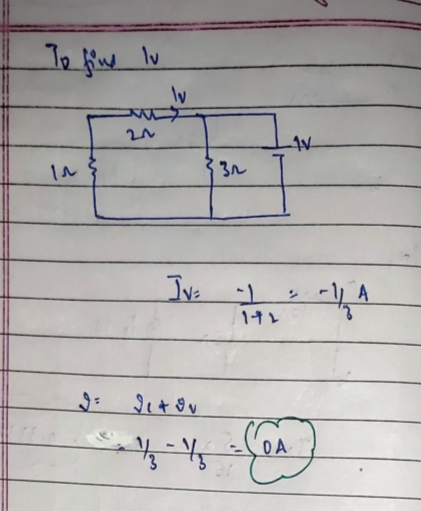 To find Iv
Iv
2Ω
1Ω
3Ω
1V
Iv = -1/1+2 = -1/3 A
I = Ii + Iv
= 1/3 - 1/3 = 0A